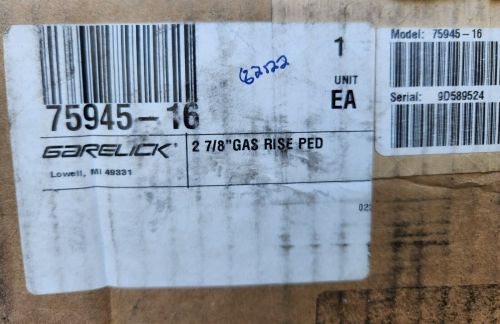 1
62522
UNIT
EA
75945-16
GARELICK®
2 7/8"GAS RISE PED
Lowell, MI 49331
Model: 75945-16
Serial: 9D589524